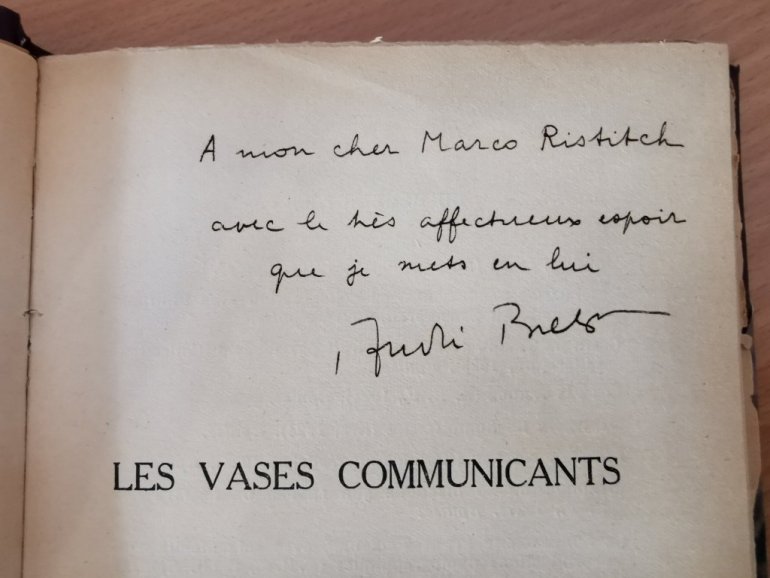 A mon cher Marco Ristitch
avec le très affectueux espoir
que je mets en lui
André Breton
LES VASES COMMUNICANTS